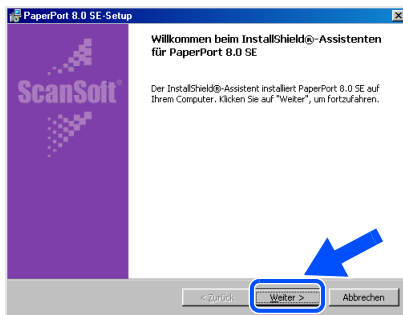 PaperPort 8.0 SE-Setup
Willkommen beim InstallShield®-Assistenten
für PaperPort 8.0 SE
ScanSoft®
Der InstallShield®-Assistent installiert PaperPort 8.0 SE auf
Ihrem Computer. Klicken Sie auf "Weiter", um fortzufahren.
< Zurück
Weiter >
Abbrechen